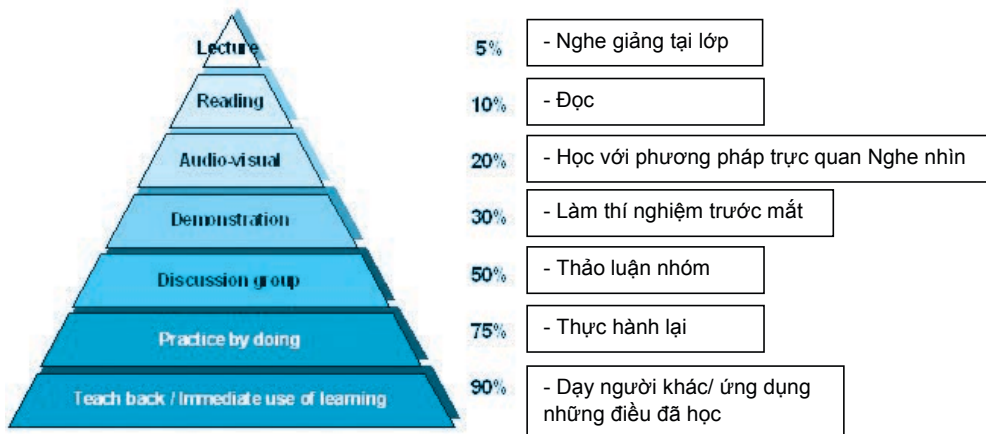 Lecture 5% - Nghe giảng tại lớp
Reading 10% - Đọc
Audio-visual 20% - Học với phương pháp trực quan Nghe nhìn
Demonstration 30% - Làm thí nghiệm trước mắt
Discussion group 50% - Thảo luận nhóm
Practice by doing 75% - Thực hành lại
Teach back / Immediate use of learning 90% - Dạy người khác/ ứng dụng
những điều đã học